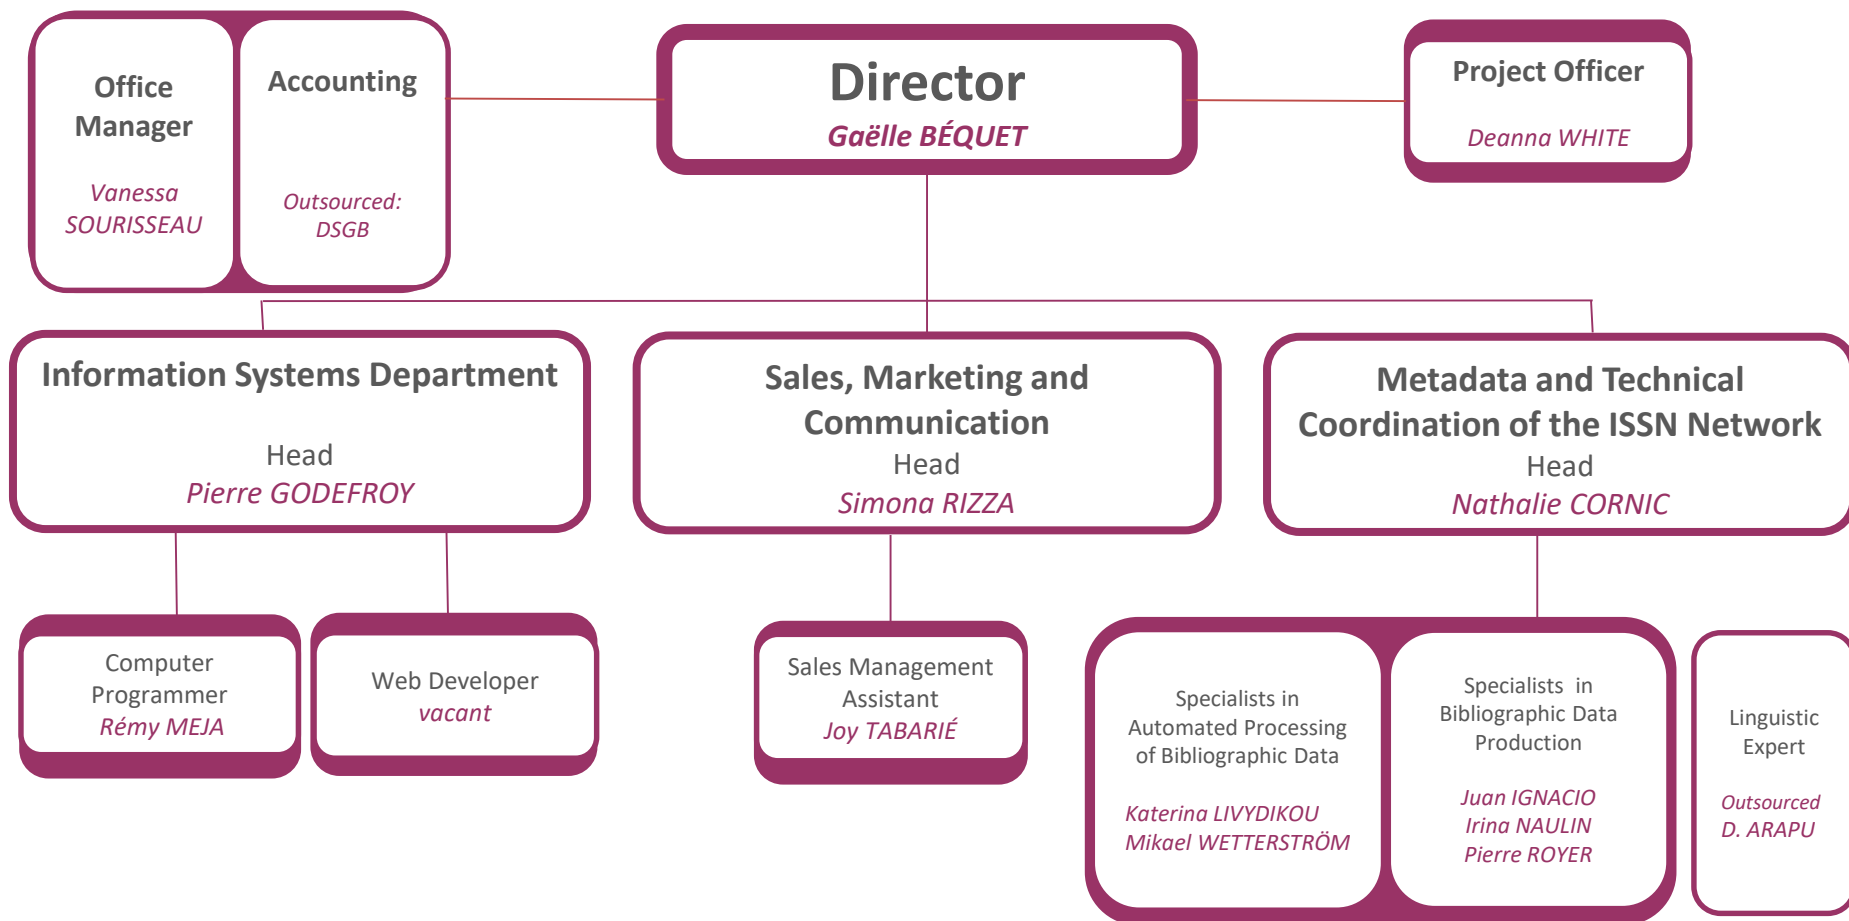 Office
Manager
Vanessa
SOURISSEAU
Accounting
Outsourced:
DSGB
Director
Gaëlle BÉQUET
Project Officer
Deanna WHITE
Information Systems Department
Head
Pierre GODEFROY
Sales, Marketing and
Communication
Head
Simona RIZZA
Metadata and Technical
Coordination of the ISSN Network
Head
Nathalie CORNIC
Computer
Programmer
Rémy MEJA
Web Developer
vacant
Sales Management
Assistant
Joy TABARIÉ
Specialists in
Automated Processing
of Bibliographic Data
Katerina LIVYDIKOU
Mikael WETTERSTRÖM
Specialists in
Bibliographic Data
Production
Juan IGNACIO
Irina NAULIN
Pierre ROYER
Linguistic
Expert
Outsourced
D. ARAPU